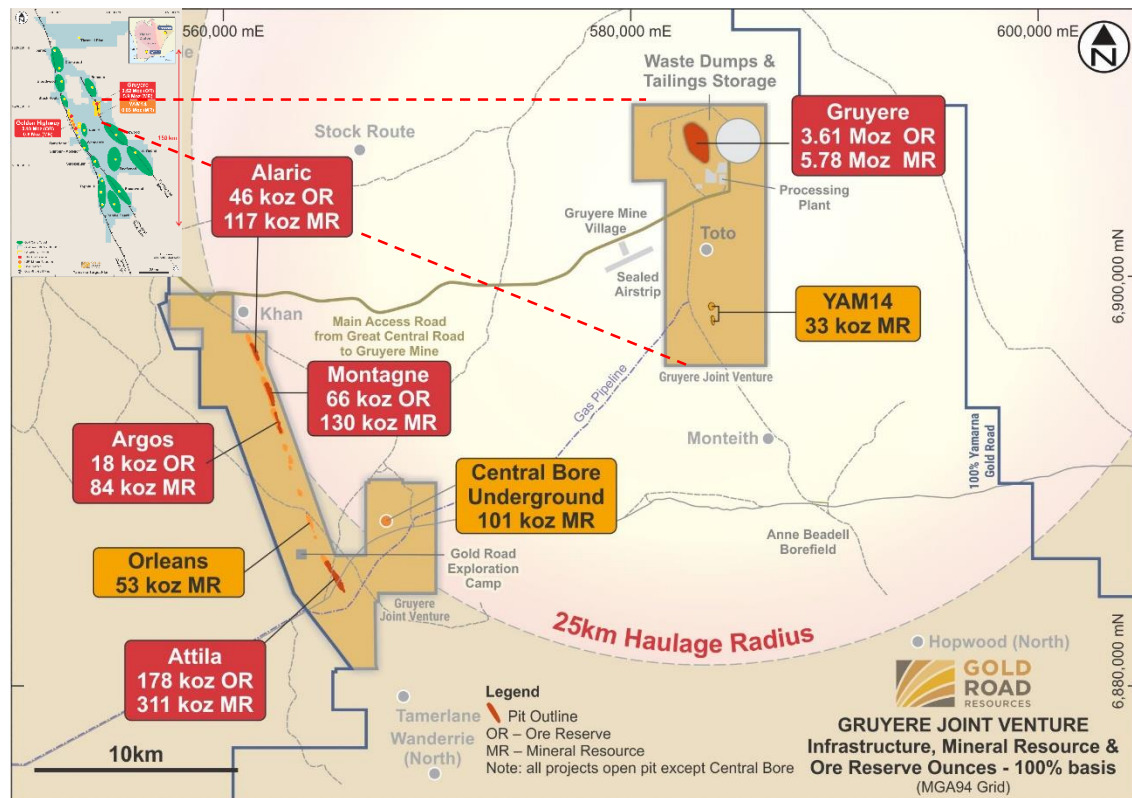 560,000 mE
580,000 mE
600,000 mE
N
Waste Dumps &
Tailings Storage
Gruyere
3.61 Moz OR
5.78 Moz MR
Stock Route
Alaric
46 koz OR
117 koz MR
Processing
Plant
Gruyere Mine
Village
Toto
Sealed
Airstrip
6,900,000 mN
YAM14
33 koz MR
Khan
Main Access Road
from Great Central Road
to Gruyere Mine
Gruyere Joint Venture
Montagne
66 koz OR
130 koz MR
Gas Pipeline
Argos
18 koz OR
84 koz MR
Monteith
100% Yamarna
Gold Road
Central Bore
Underground
101 koz MR
Anne Beadell
Borefield
Orleans
53 koz MR
Gold Road
Exploration
Camp
Gruyere
Joint Venture
25km Haulage Radius
Hopwood (North)
Attila
178 koz OR
311 koz MR
GOLD
ROAD
RESOURCES
6,880,000 mN
Tamerlane
Wanderrie
(North)
Legend
Pit Outline
OR – Ore Reserve
MR – Mineral Resource
Note: all projects open pit except Central Bore
GRUYERE JOINT VENTURE
Infrastructure, Mineral Resource &
Ore Reserve Ounces - 100% basis
(MGA94 Grid)
10km
Gruyere
YAM14
Golden Highway
150 km